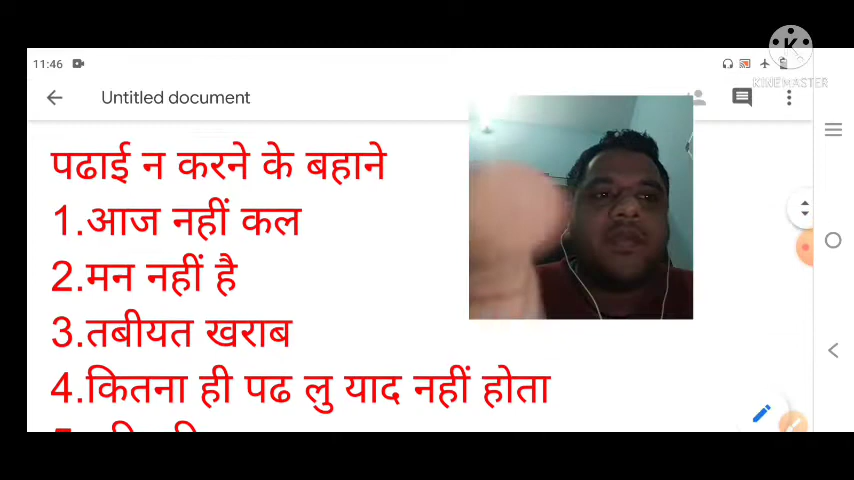 11:46
KINEMASTER
Untitled document
पढाई न करने के बहाने
1.आज नहीं कल
2.मन नहीं है
3.तबीयत खराब
4.कितना ही पढ लु याद नहीं होता